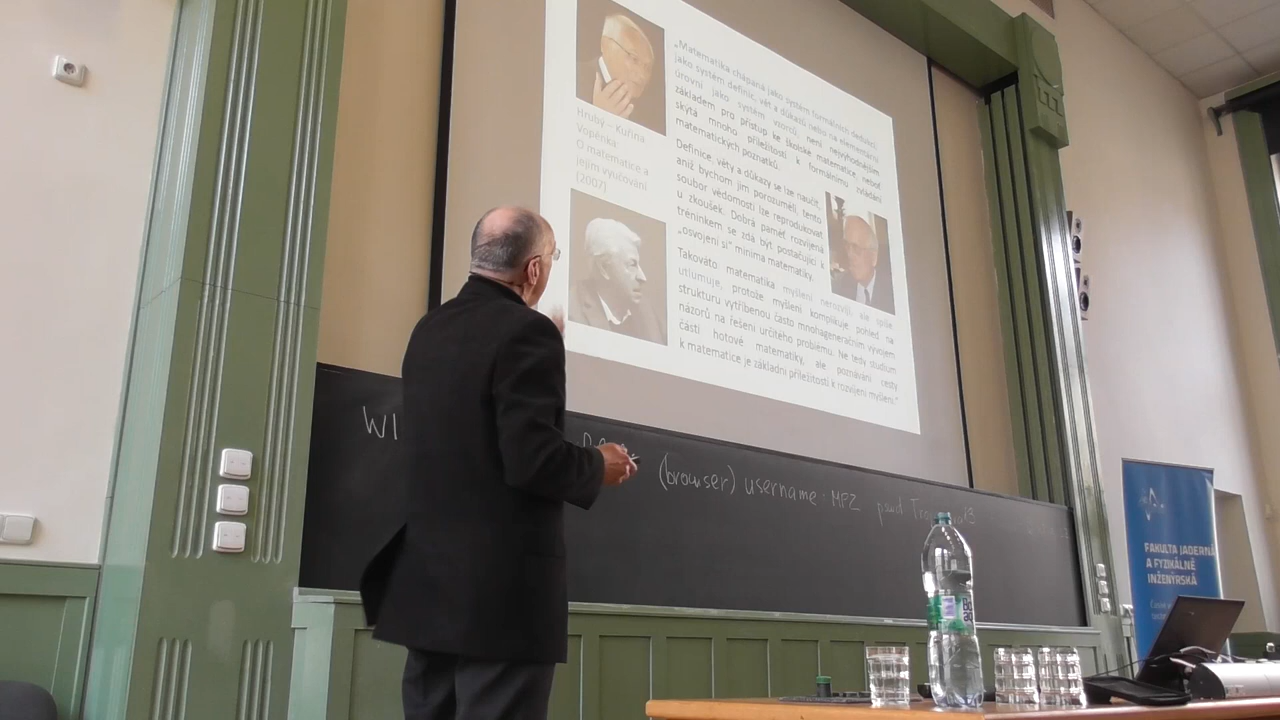 Hrubý – Kuřina
Vopěnka:
O matematice a
jejím vyučování
(2007)
„Matematika chápaná jako systém formálních dedukcí,
jako systém definic, vět a důkazů nebo na elementární
úrovni jako systém vzorců, není nejvýhodnějším
základem pro přístup ke školské matematice, neboť
skýtá mnoho příležitostí k formálnímu zvládání
matematických poznatků.
Definice, věty a důkazy se lze naučit,
aniž bychom jim porozuměli, tento
soubor vědomostí lze reprodukovat
u zkoušek. Dobrá paměť rozvíjená
tréninkem se zdá být postačující k
„osvojení si“ minima matematiky.
Takováto matematika myšlení nerozvíjí, ale spíše
utlumuje, protože myšlení komplikuje pohled na
strukturu vytříbenou často mnohageneračním vývojem
názorů na řešení určitého problému. Ne tedy studium
části hotové matematiky, ale poznávání cesty
k matematice je základní příležitostí k rozvíjení myšlení.“
WI
(browser) username: MPZ pswd
FAKULTA JADERNÁ
A FYZIKÁLNĚ
INŽENÝRSKÁ